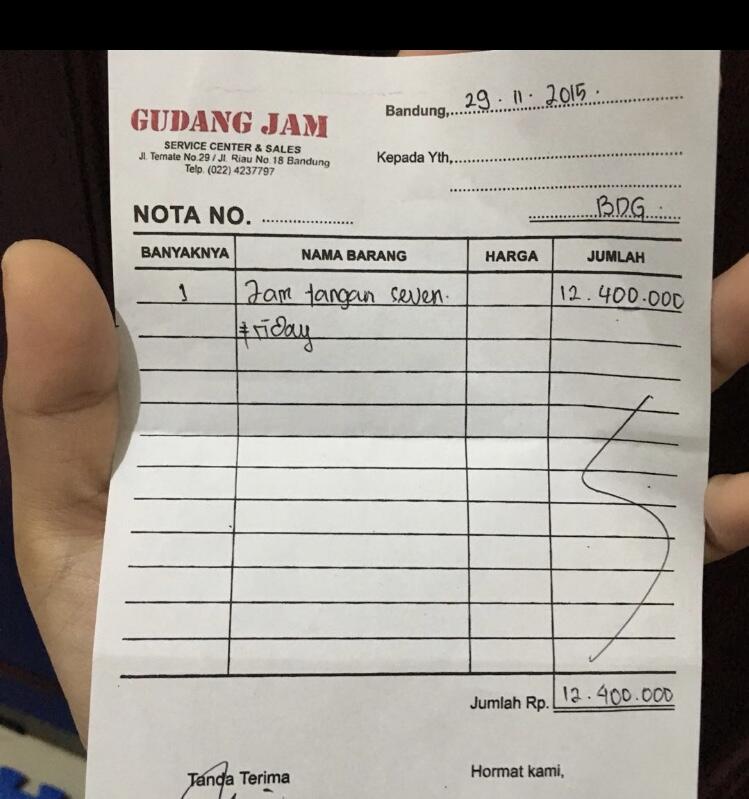 GUDANG JAM
SERVICE CENTER & SALES
Jl. Ternate No.29 / Jl. Riau No.18 Bandung
Telp. (022) 4237797
Bandung, 29 · 11 · 2015 ·
Kepada Yth,
BDG.
NOTA NO.
BANYAKNYA NAMA BARANG HARGA JUMLAH
1 Jam tangan seven. 12.400.000
friday
Jumlah Rp. 12.400.000
Tanda Terima Hormat kami,